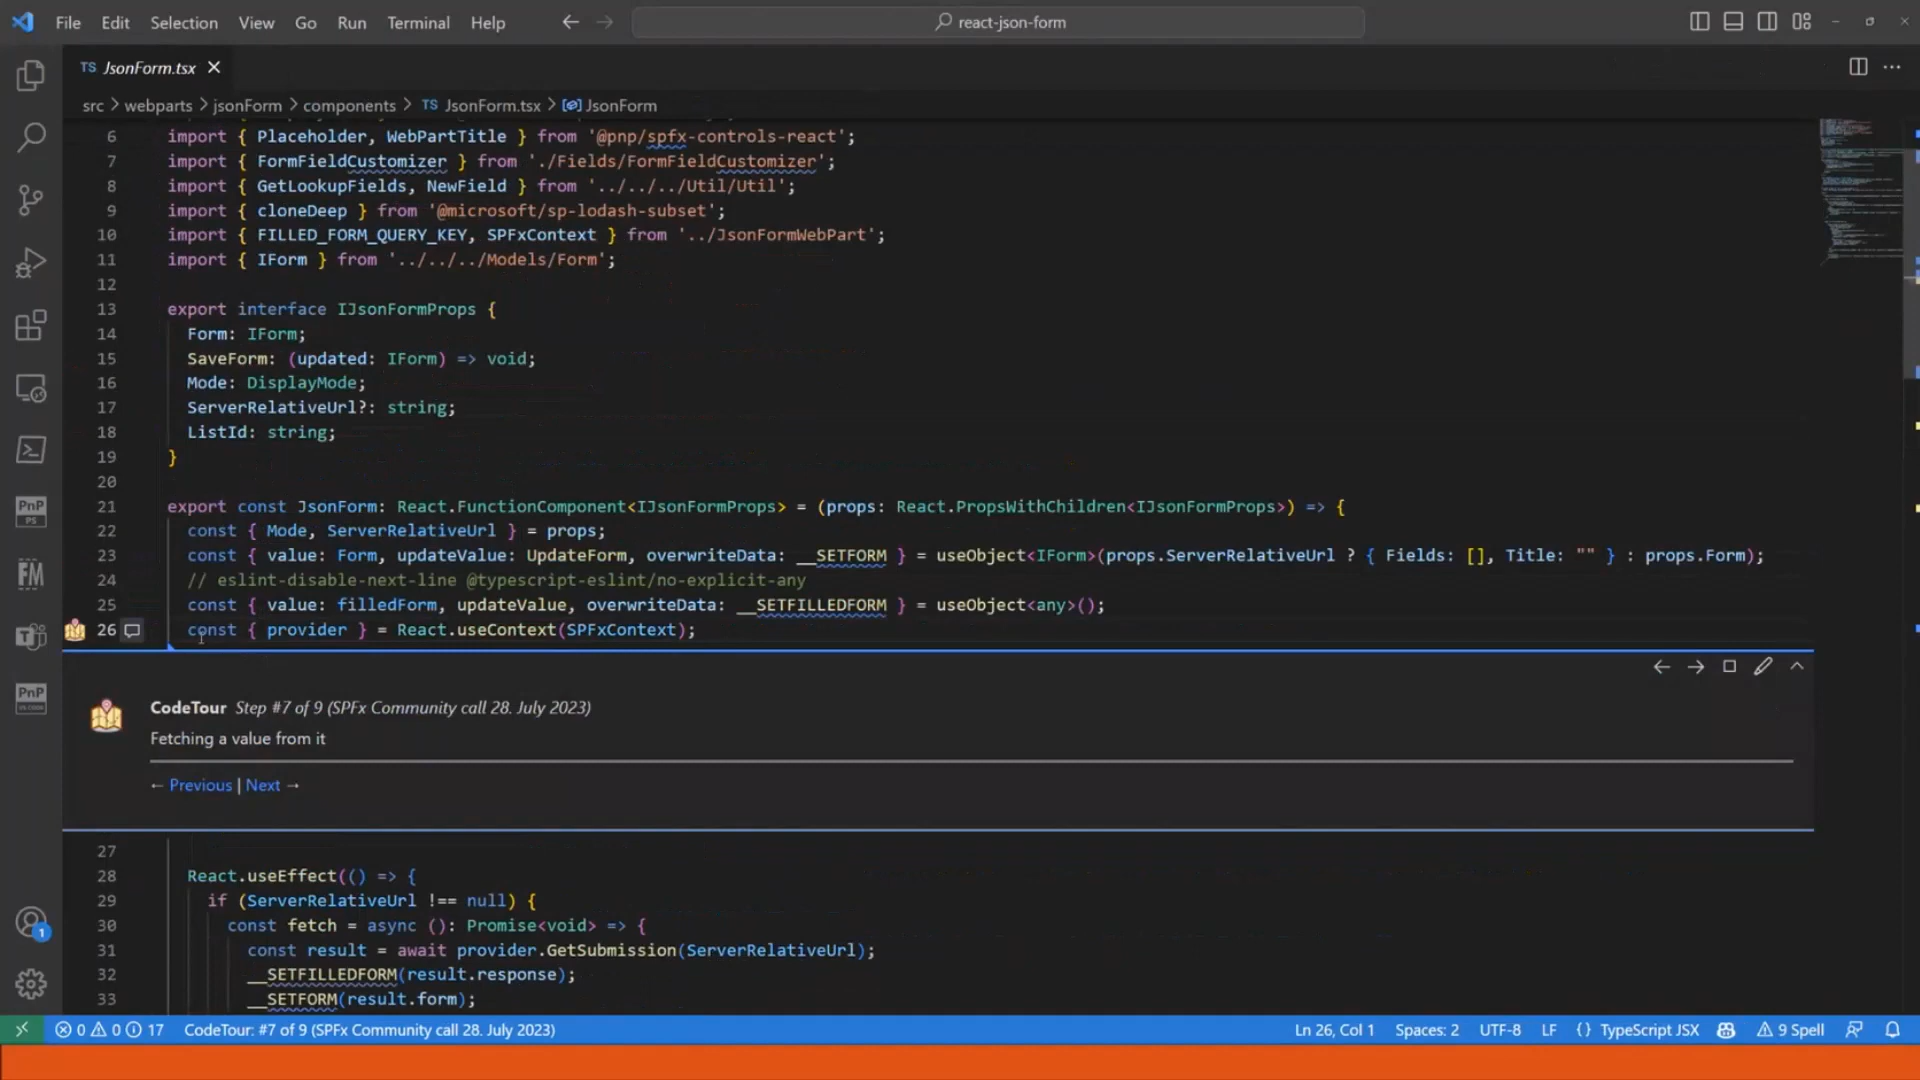 File Edit Selection View Go Run Terminal Help
react-json-form
TS JsonForm.tsx
src > webparts > jsonForm > components > TS JsonForm.tsx > JsonForm
6 import { Placeholder, WebPartTitle } from '@pnp/spfx-controls-react';
7 import { FormFieldCustomizer } from './Fields/FormFieldCustomizer';
8 import { GetLookupFields, NewField } from '../../../Util/Util';
9 import { cloneDeep } from '@microsoft/sp-lodash-subset';
10 import { FILLED_FORM_QUERY_KEY, SPFxContext } from '../JsonFormWebPart';
11 import { IForm } from '../../../Models/Form';
12
13 export interface IJsonFormProps {
14 Form: IForm;
15 SaveForm: (updated: IForm) => void;
16 Mode: DisplayMode;
17 ServerRelativeUrl?: string;
18 ListId: string;
19 }
20
21 export const JsonForm: React.FunctionComponent<IJsonFormProps> = (props: React.PropsWithChildren<IJsonFormProps>) => {
22 const { Mode, ServerRelativeUrl } = props;
23 const { value: Form, updateValue: UpdateForm, overwriteData: __SETFORM } = useObject<IForm>(props.ServerRelativeUrl ? { Fields: [], Title: "" } : props.Form);
24 // eslint-disable-next-line @typescript-eslint/no-explicit-any
25 const { value: filledForm, updateValue, overwriteData: __SETFILLEDFORM } = useObject<any>();
26 const { provider } = React.useContext(SPFxContext);
CodeTour Step #7 of 9 (SPFx Community call 28. July 2023)
Fetching a value from it
← Previous | Next →
27
28 React.useEffect(() => {
29 if (ServerRelativeUrl !== null) {
30 const fetch = async (): Promise<void> => {
31 const result = await provider.GetSubmission(ServerRelativeUrl);
32 __SETFILLEDFORM(result.response);
33 __SETFORM(result.form);
PnP
PS
FM
PnP
1
0 0 17 CodeTour: #7 of 9 (SPFx Community call 28. July 2023) Ln 26, Col 1 Spaces: 2 UTF-8 LF {} TypeScript JSX 9 Spell